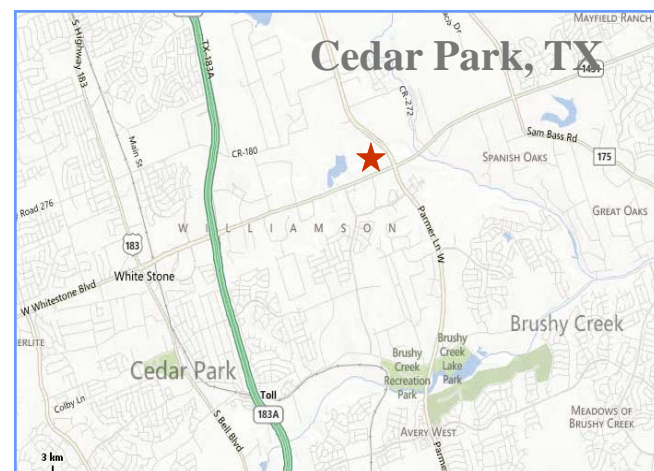 MAYFIELD RANCH
Cedar Park, TX
1431
S Highway 183
TX-183A
CR-272
Main St
CR-180
Sam Bass Rd
175
SPANISH OAKS
Road 276
GREAT OAKS
WILLIAMSON
Parmer Ln W
183
White Stone
W Whitestone Blvd
Brushy Creek
ERLITE
Brushy
Creek
Lake
Park
Brushy
Creek
Recreation
Park
Cedar Park
Toll
183A
Colby Ln
S Bell Blvd
MEADOWS OF
BRUSHY CREEK
AVERY WEST
Parme
3 km